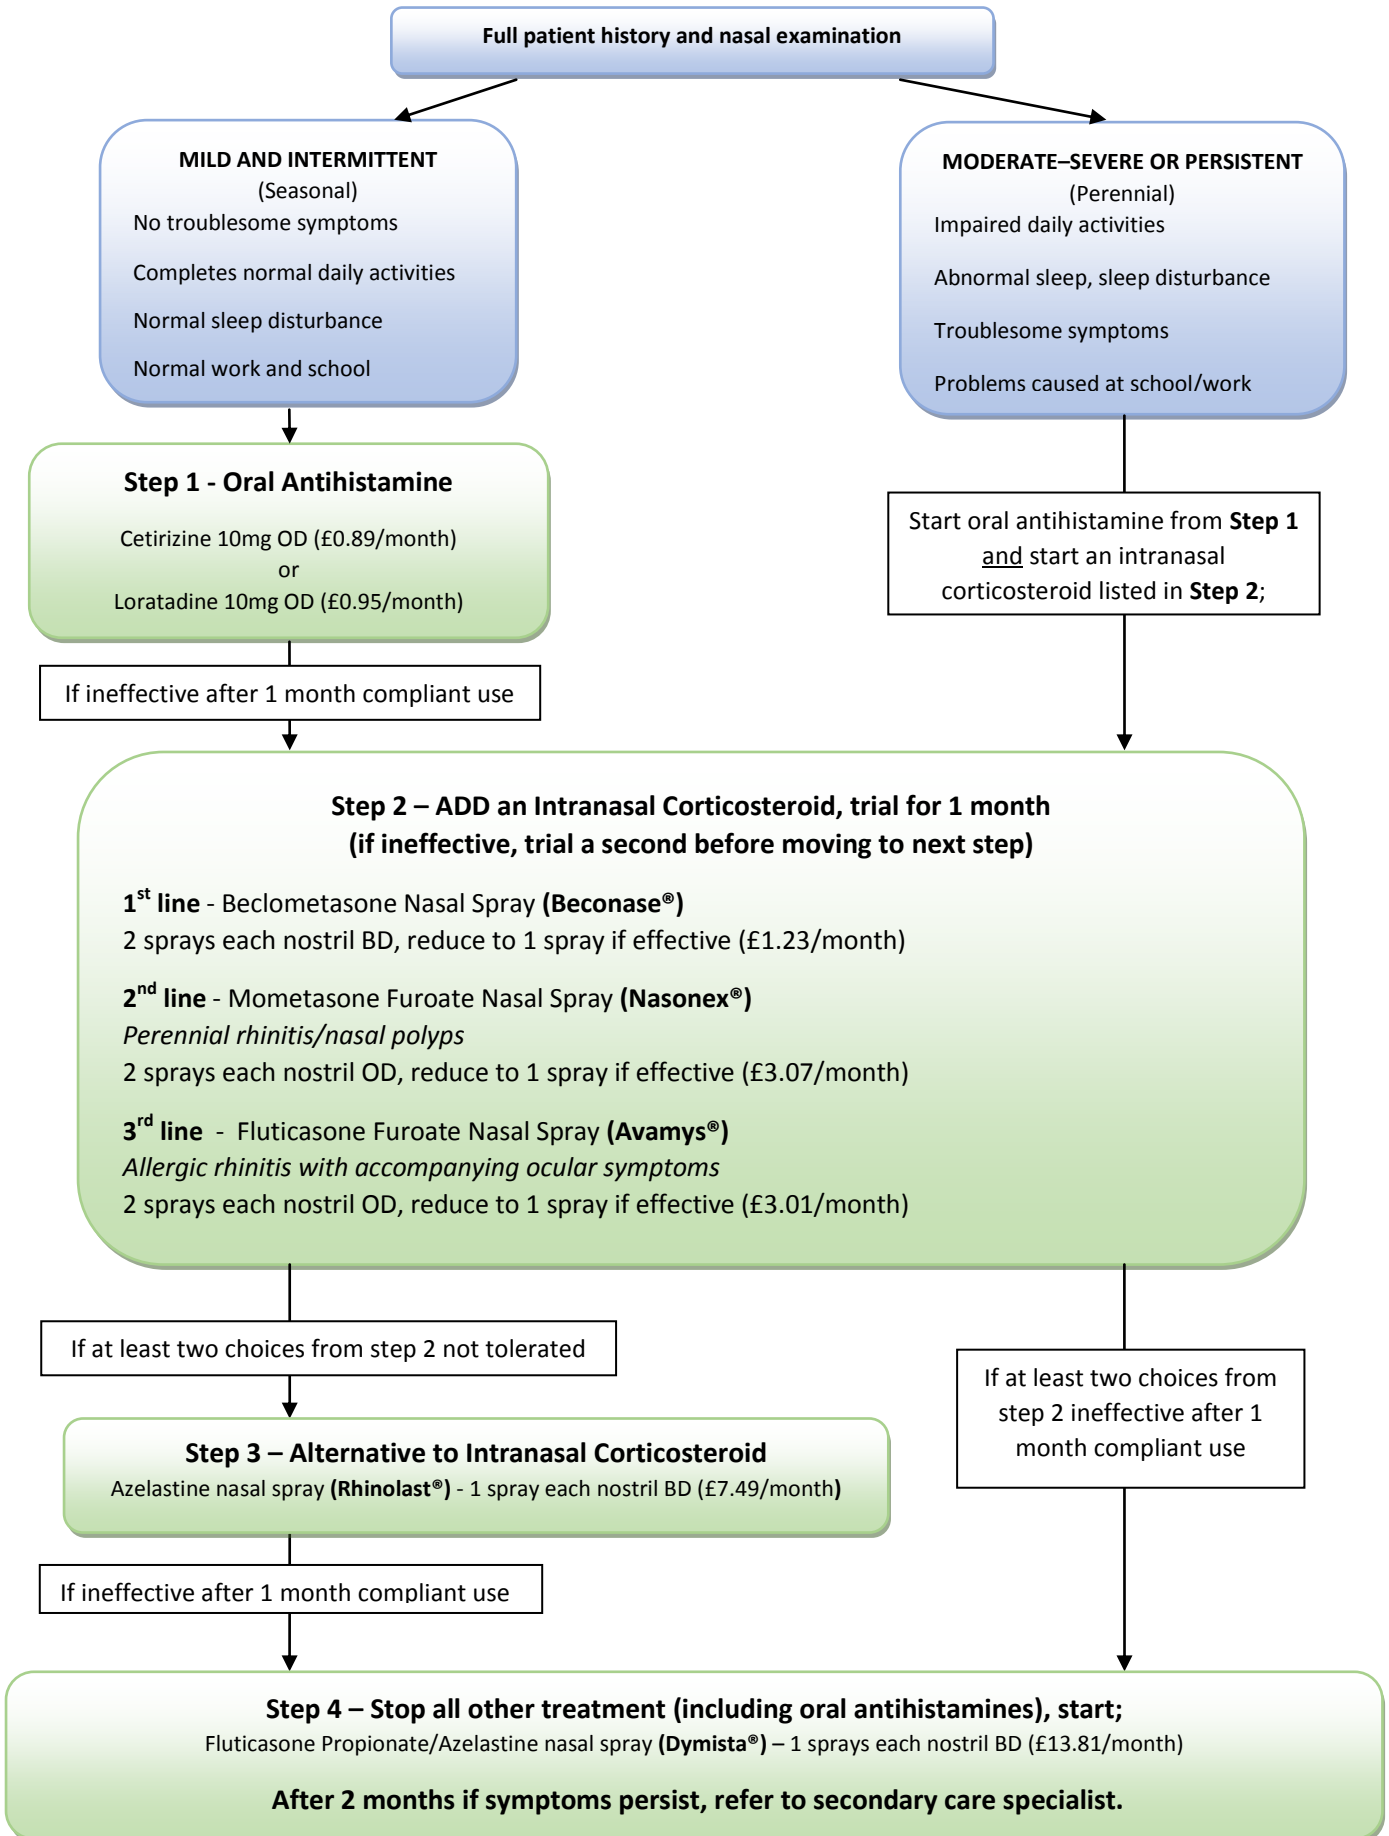 Full patient history and nasal examination
MILD AND INTERMITTENT
(Seasonal)
No troublesome symptoms
Completes normal daily activities
Normal sleep disturbance
Normal work and school
MODERATE–SEVERE OR PERSISTENT
(Perennial)
Impaired daily activities
Abnormal sleep, sleep disturbance
Troublesome symptoms
Problems caused at school/work
Step 1 - Oral Antihistamine
Cetirizine 10mg OD (£0.89/month)
or
Loratadine 10mg OD (£0.95/month)
Start oral antihistamine from Step 1
and start an intranasal
corticosteroid listed in Step 2;
If ineffective after 1 month compliant use
Step 2 – ADD an Intranasal Corticosteroid, trial for 1 month
(if ineffective, trial a second before moving to next step)
1st line - Beclometasone Nasal Spray (Beconase®)
2 sprays each nostril BD, reduce to 1 spray if effective (£1.23/month)
2nd line - Mometasone Furoate Nasal Spray (Nasonex®)
Perennial rhinitis/nasal polyps
2 sprays each nostril OD, reduce to 1 spray if effective (£3.07/month)
3rd line - Fluticasone Furoate Nasal Spray (Avamys®)
Allergic rhinitis with accompanying ocular symptoms
2 sprays each nostril OD, reduce to 1 spray if effective (£3.01/month)
If at least two choices from step 2 not tolerated
If at least two choices from
step 2 ineffective after 1
month compliant use
Step 3 – Alternative to Intranasal Corticosteroid
Azelastine nasal spray (Rhinolast®) - 1 spray each nostril BD (£7.49/month)
If ineffective after 1 month compliant use
Step 4 – Stop all other treatment (including oral antihistamines), start;
Fluticasone Propionate/Azelastine nasal spray (Dymista®) – 1 sprays each nostril BD (£13.81/month)
After 2 months if symptoms persist, refer to secondary care specialist.